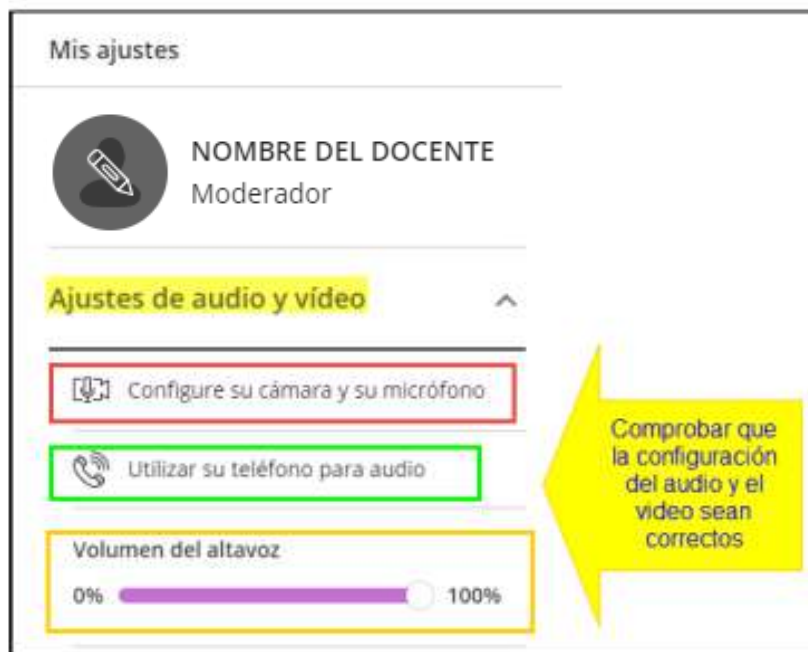 Mis ajustes
NOMBRE DEL DOCENTE
Moderador
Ajustes de audio y vídeo
Configure su cámara y su micrófono
Utilizar su teléfono para audio
Volumen del altavoz
0% 100%
Comprobar que
la configuración
del audio y el
video sean
correctos